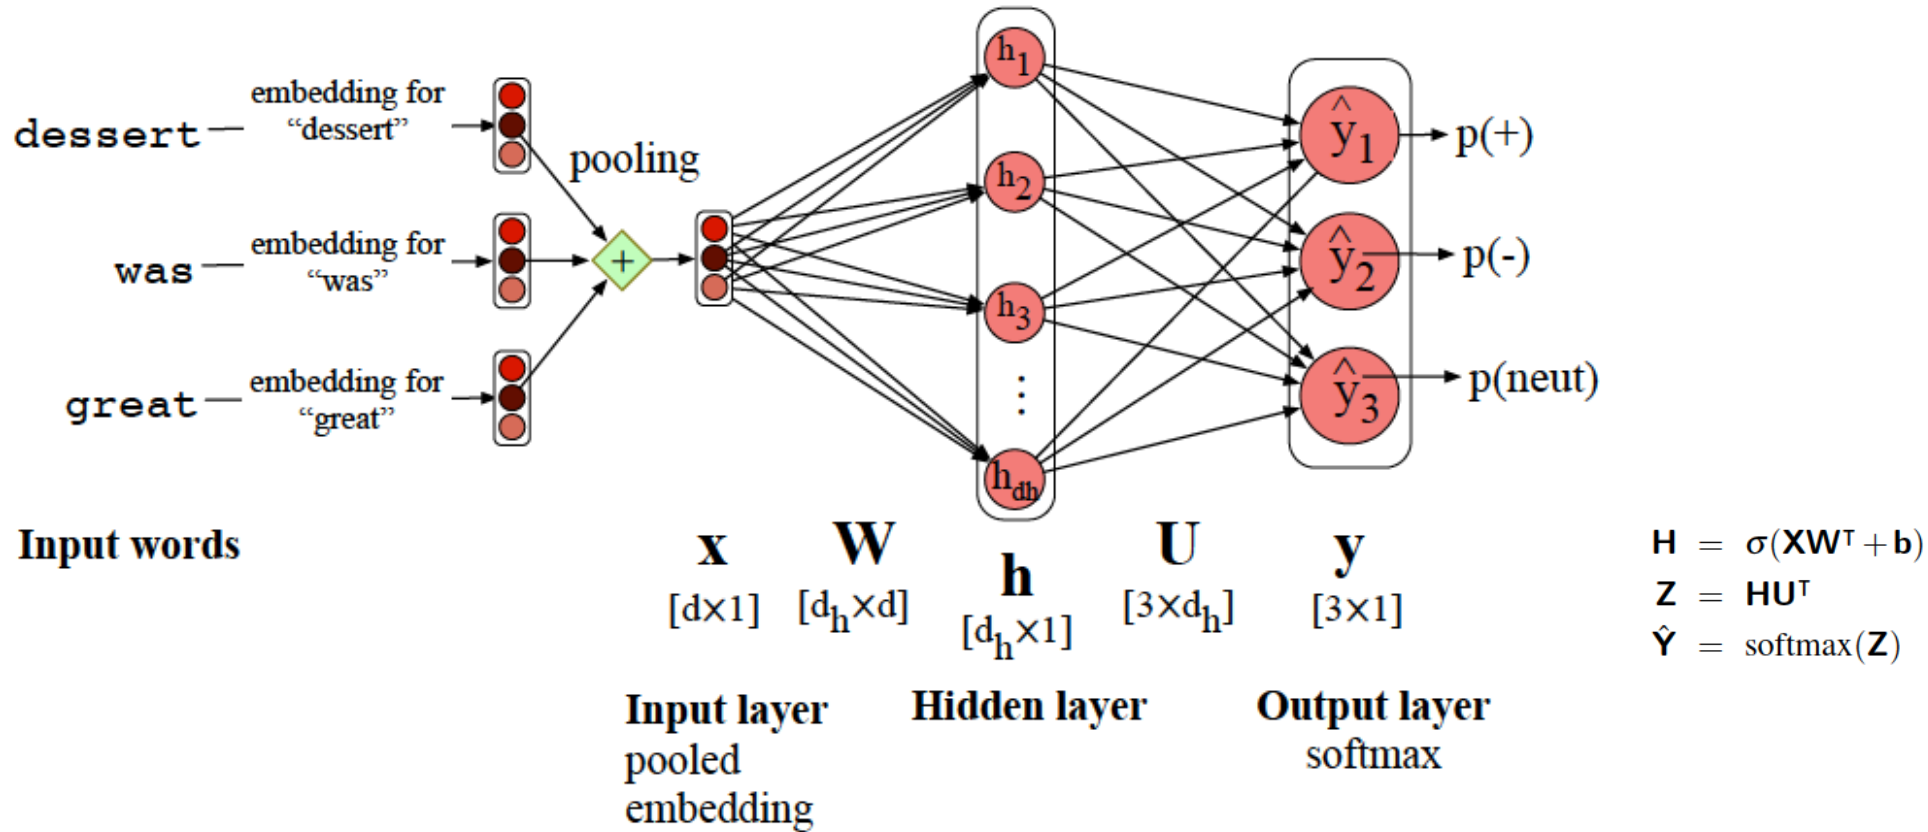 dessert
embedding for
“dessert”
was
embedding for
“was”
great
embedding for
“great”
pooling
+
h1
h2
h3
⋮
hdh
ŷ1
ŷ2
ŷ3
p(+)
p(-)
p(neut)
Input words
x
[d×1]
W
[dh×d]
h
[dh×1]
U
[3×dh]
y
[3×1]
Input layer
pooled
embedding
Hidden layer
Output layer
softmax
H = σ(XWᵀ + b)
Z = HUᵀ
Ŷ = softmax(Z)